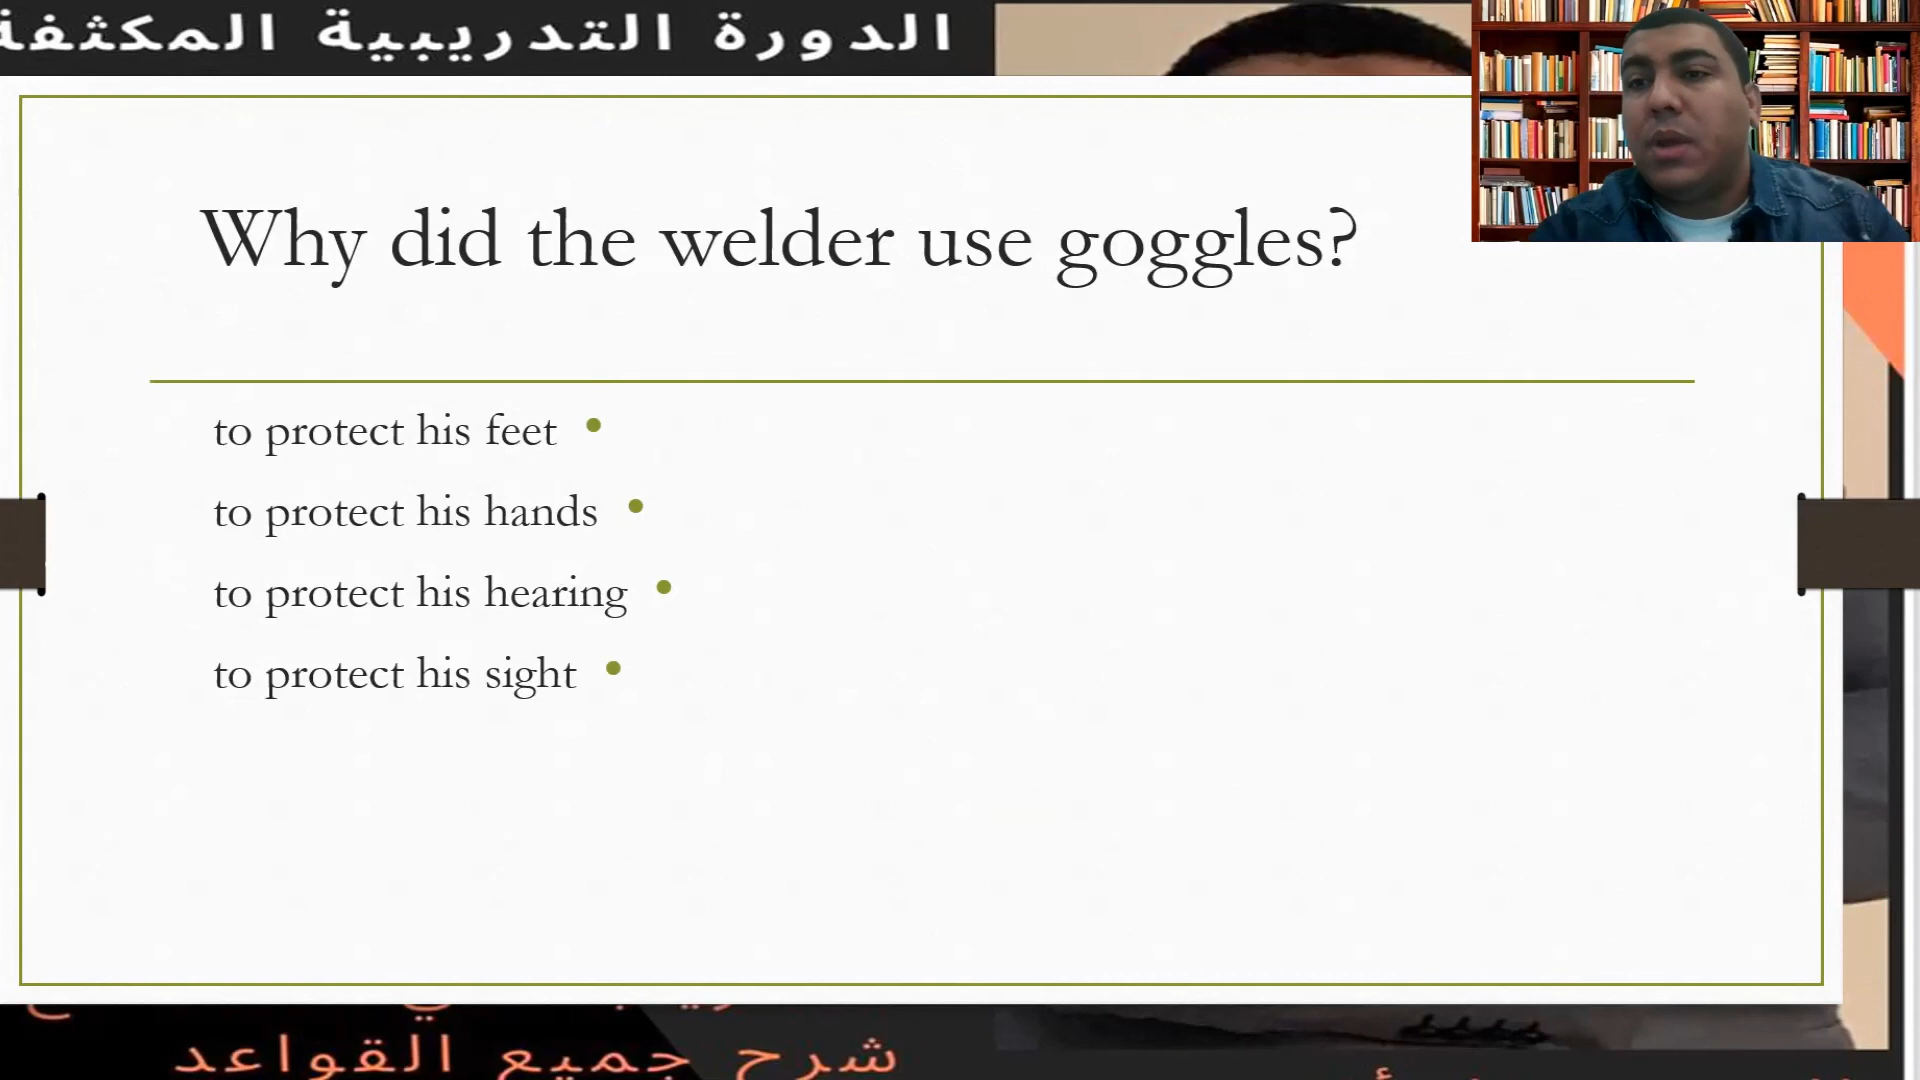 الدورة التدريبية المكثفة
Why did the welder use goggles?
to protect his feet
to protect his hands
to protect his hearing
to protect his sight
شرح جميع القواعد